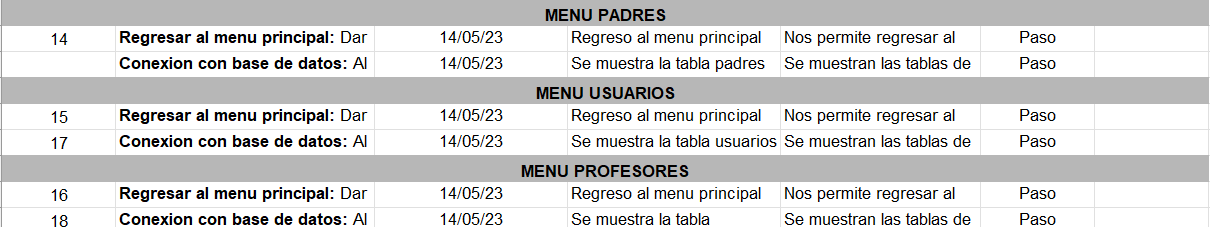 MENU PADRES
14 Regresar al menu principal: Dar 14/05/23 Regreso al menu principal Nos permite regresar al Paso
Conexion con base de datos: Al 14/05/23 Se muestra la tabla padres Se muestran las tablas de Paso
MENU USUARIOS
15 Regresar al menu principal: Dar 14/05/23 Regreso al menu principal Nos permite regresar al Paso
17 Conexion con base de datos: Al 14/05/23 Se muestra la tabla usuarios Se muestran las tablas de Paso
MENU PROFESORES
16 Regresar al menu principal: Dar 14/05/23 Regreso al menu principal Nos permite regresar al Paso
18 Conexion con base de datos: Al 14/05/23 Se muestra la tabla Se muestran las tablas de Paso